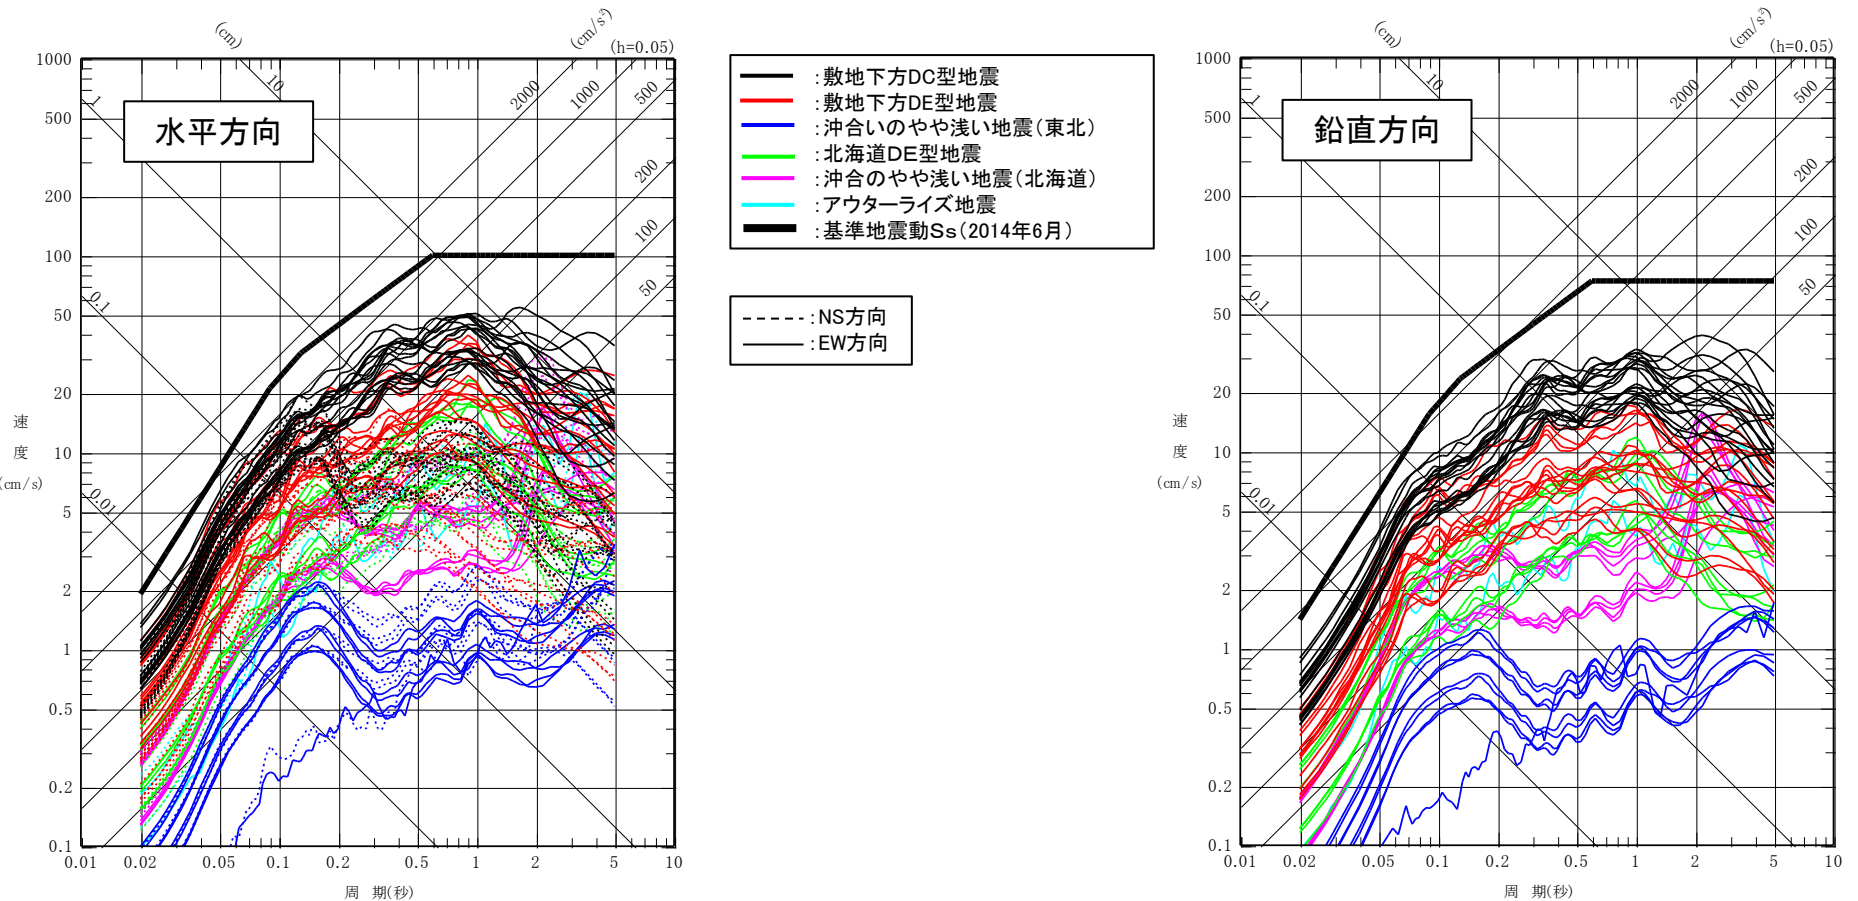 (cm)
(cm/s²)
(h=0.05)
水平方向
1000
500
200
100
50
20
10
5
2
1
0.5
0.2
0.1
速
度
(cm/s)
1
10
0.1
0.01
2000
1000
500
200
100
50
0.01
0.02
0.05
0.1
0.2
0.5
1
2
5
10
周 期(秒)
:敷地下方DC型地震
:敷地下方DE型地震
:沖合いのやや浅い地震(東北)
:北海道DE型地震
:沖合のやや浅い地震(北海道)
:アウターライズ地震
:基準地震動Ss(2014年6月)
:NS方向
:EW方向
(cm)
(cm/s²)
(h=0.05)
鉛直方向
1000
500
200
100
50
20
10
5
2
1
0.5
0.2
0.1
速
度
(cm/s)
1
10
0.1
0.01
2000
1000
500
200
100
50
0.01
0.02
0.05
0.1
0.2
0.5
1
2
5
10
周 期(秒)